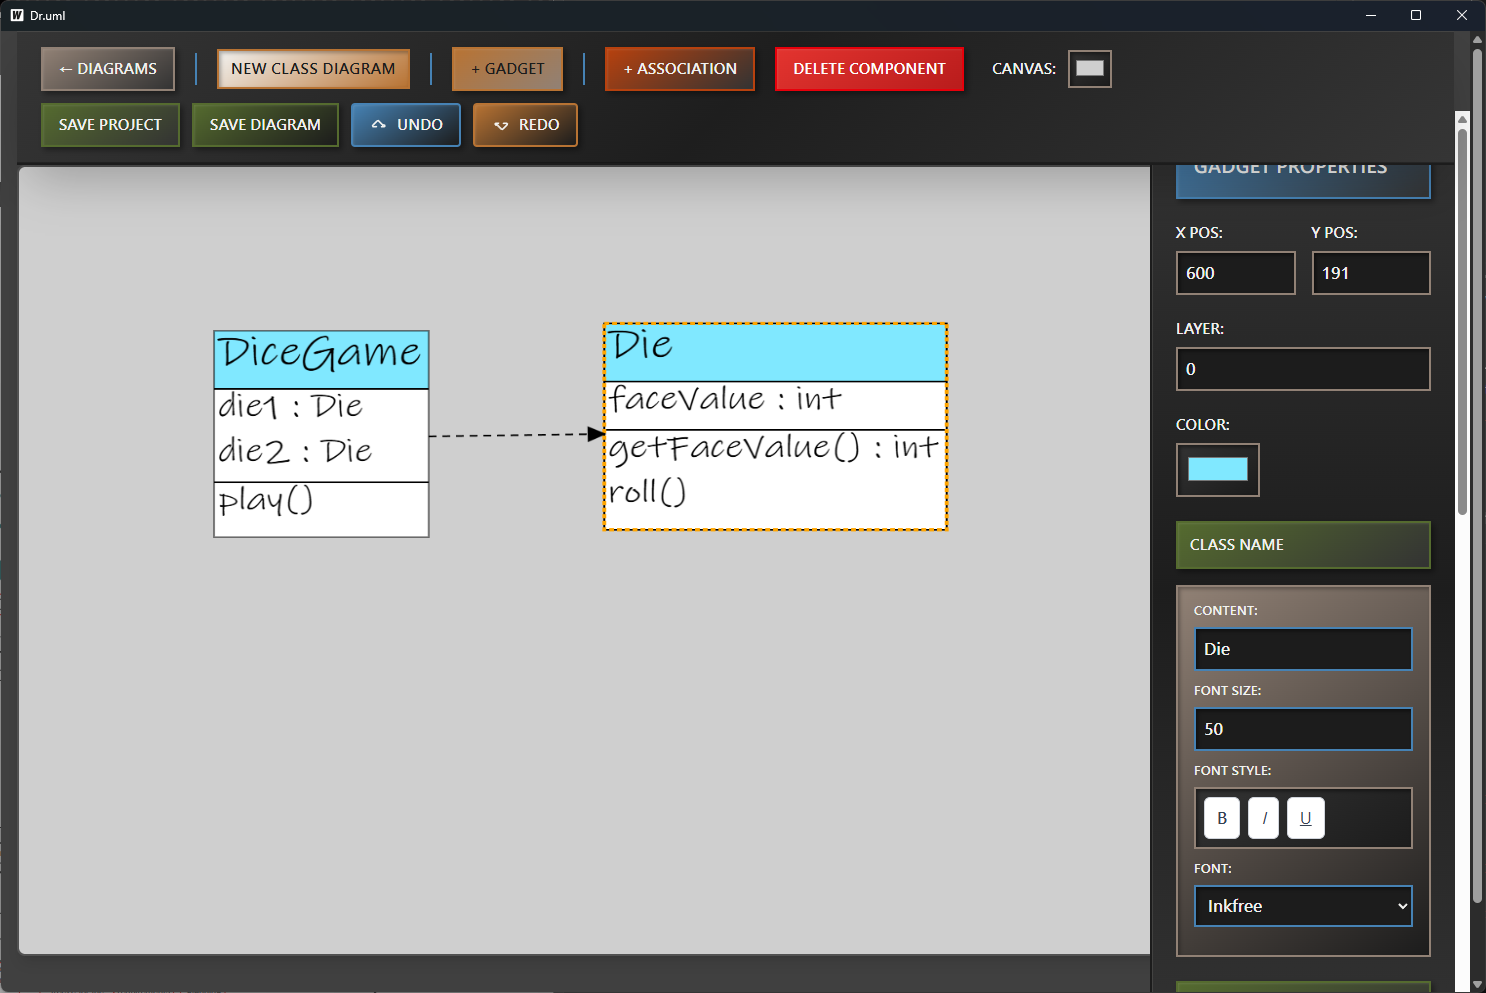 W Dr.uml
← DIAGRAMS
NEW CLASS DIAGRAM
+ GADGET
+ ASSOCIATION
DELETE COMPONENT
CANVAS:
SAVE PROJECT
SAVE DIAGRAM
UNDO
REDO
DiceGame
die1 : Die
die2 : Die
play()
Die
faceValue : int
getFaceValue() : int
roll()
GADGET PROPERTIES
X POS: Y POS:
600 191
LAYER:
0
COLOR:
CLASS NAME
CONTENT:
Die
FONT SIZE:
50
FONT STYLE:
B I U
FONT:
Inkfree